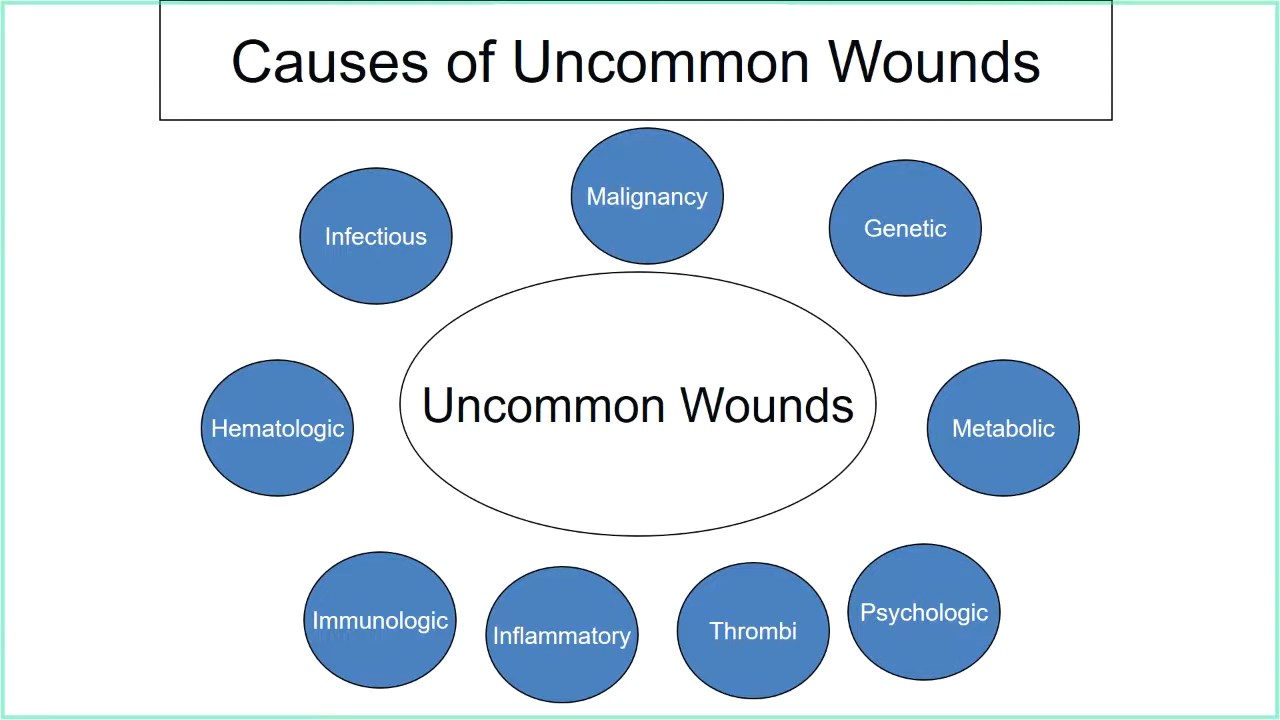 Causes of Uncommon Wounds
Malignancy
Infectious
Genetic
Uncommon Wounds
Hematologic
Metabolic
Immunologic
Inflammatory
Thrombi
Psychologic